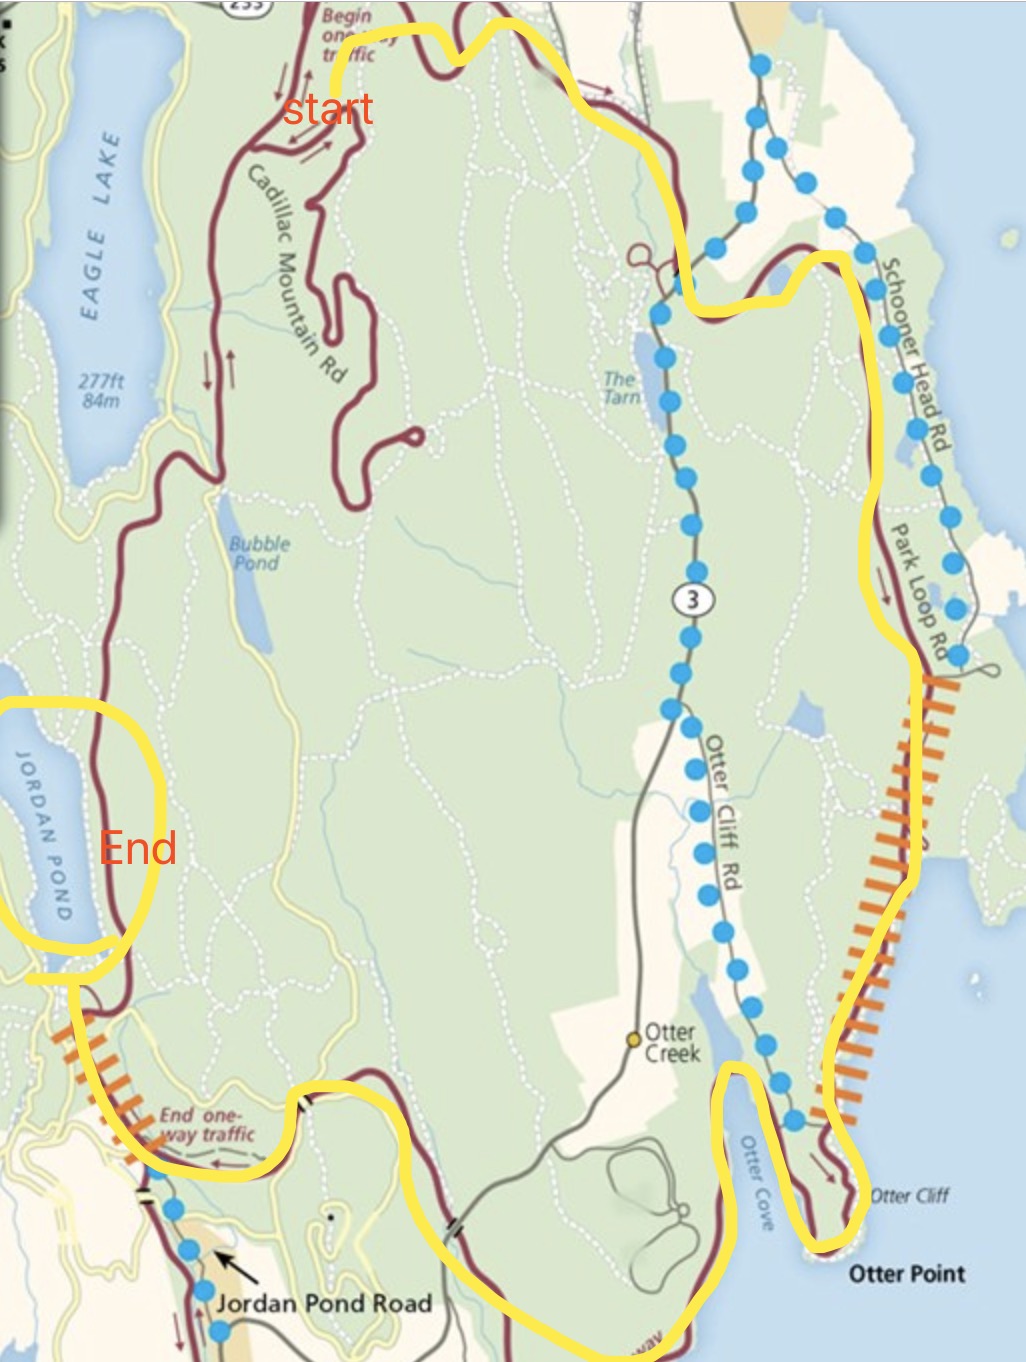 233
Begin
one-way
traffic
start
EAGLE LAKE
Cadillac Mountain Rd
277ft
84m
The
Tarn
Schooner Head Rd
Bubble
Pond
3
Park Loop Rd
JORDAN POND
End
Otter Cliff Rd
Otter
Creek
End one-
way traffic
Otter Cove
Otter Cliff
Otter Point
Jordan Pond Road
way